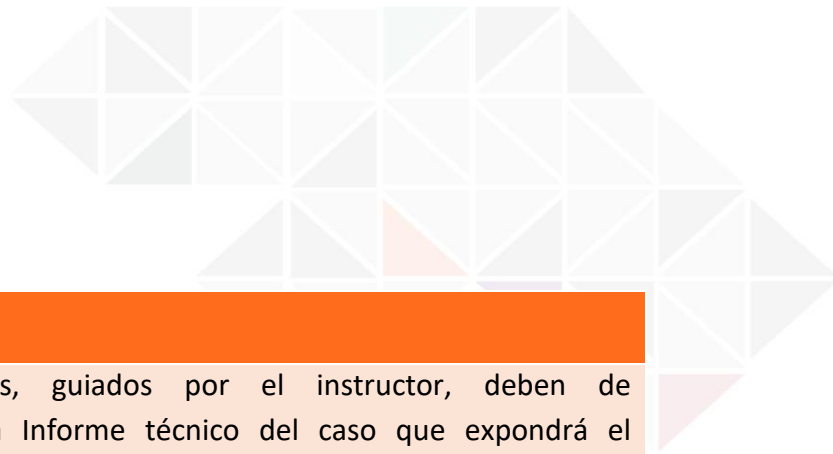 s, guiados por el instructor, deben de
Informe técnico del caso que expondrá el